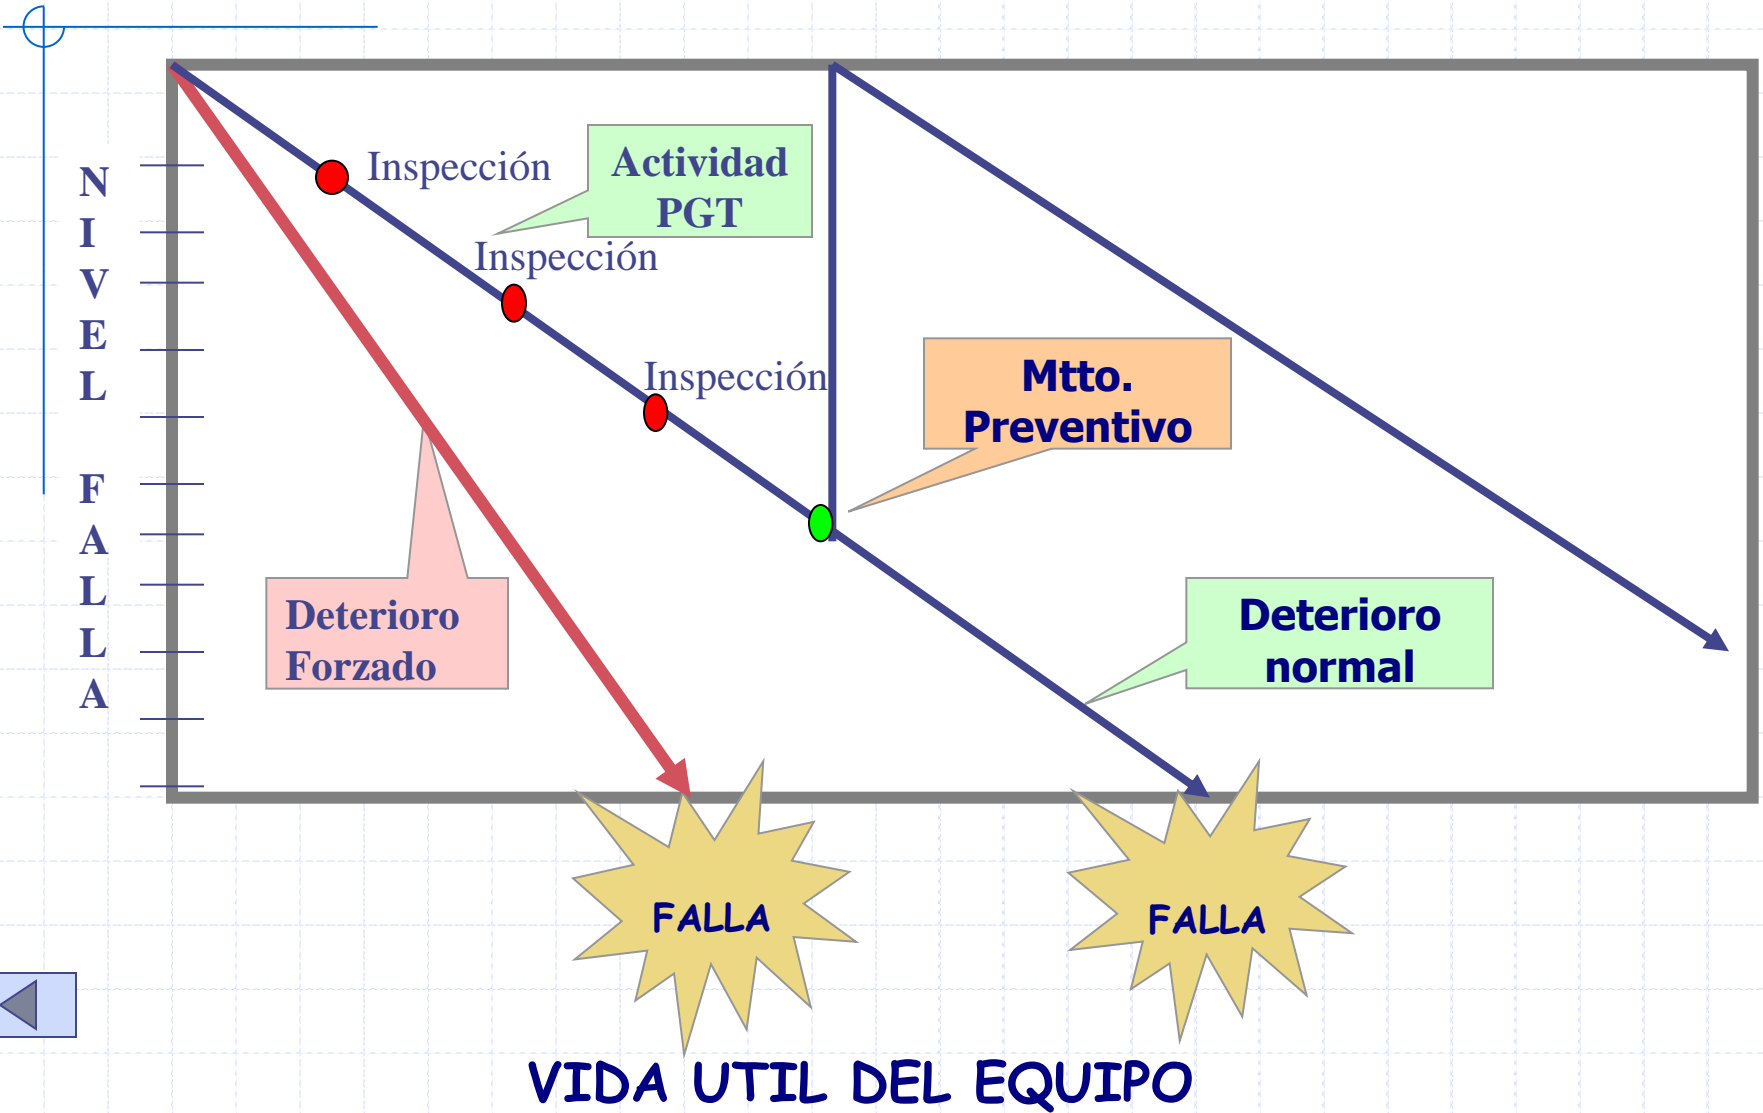 N
I
V
E
L
F
A
L
L
A
Inspección
Actividad
PGT
Inspección
Inspección
Mtto.
Preventivo
Deterioro
Forzado
Deterioro
normal
FALLA
FALLA
VIDA UTIL DEL EQUIPO